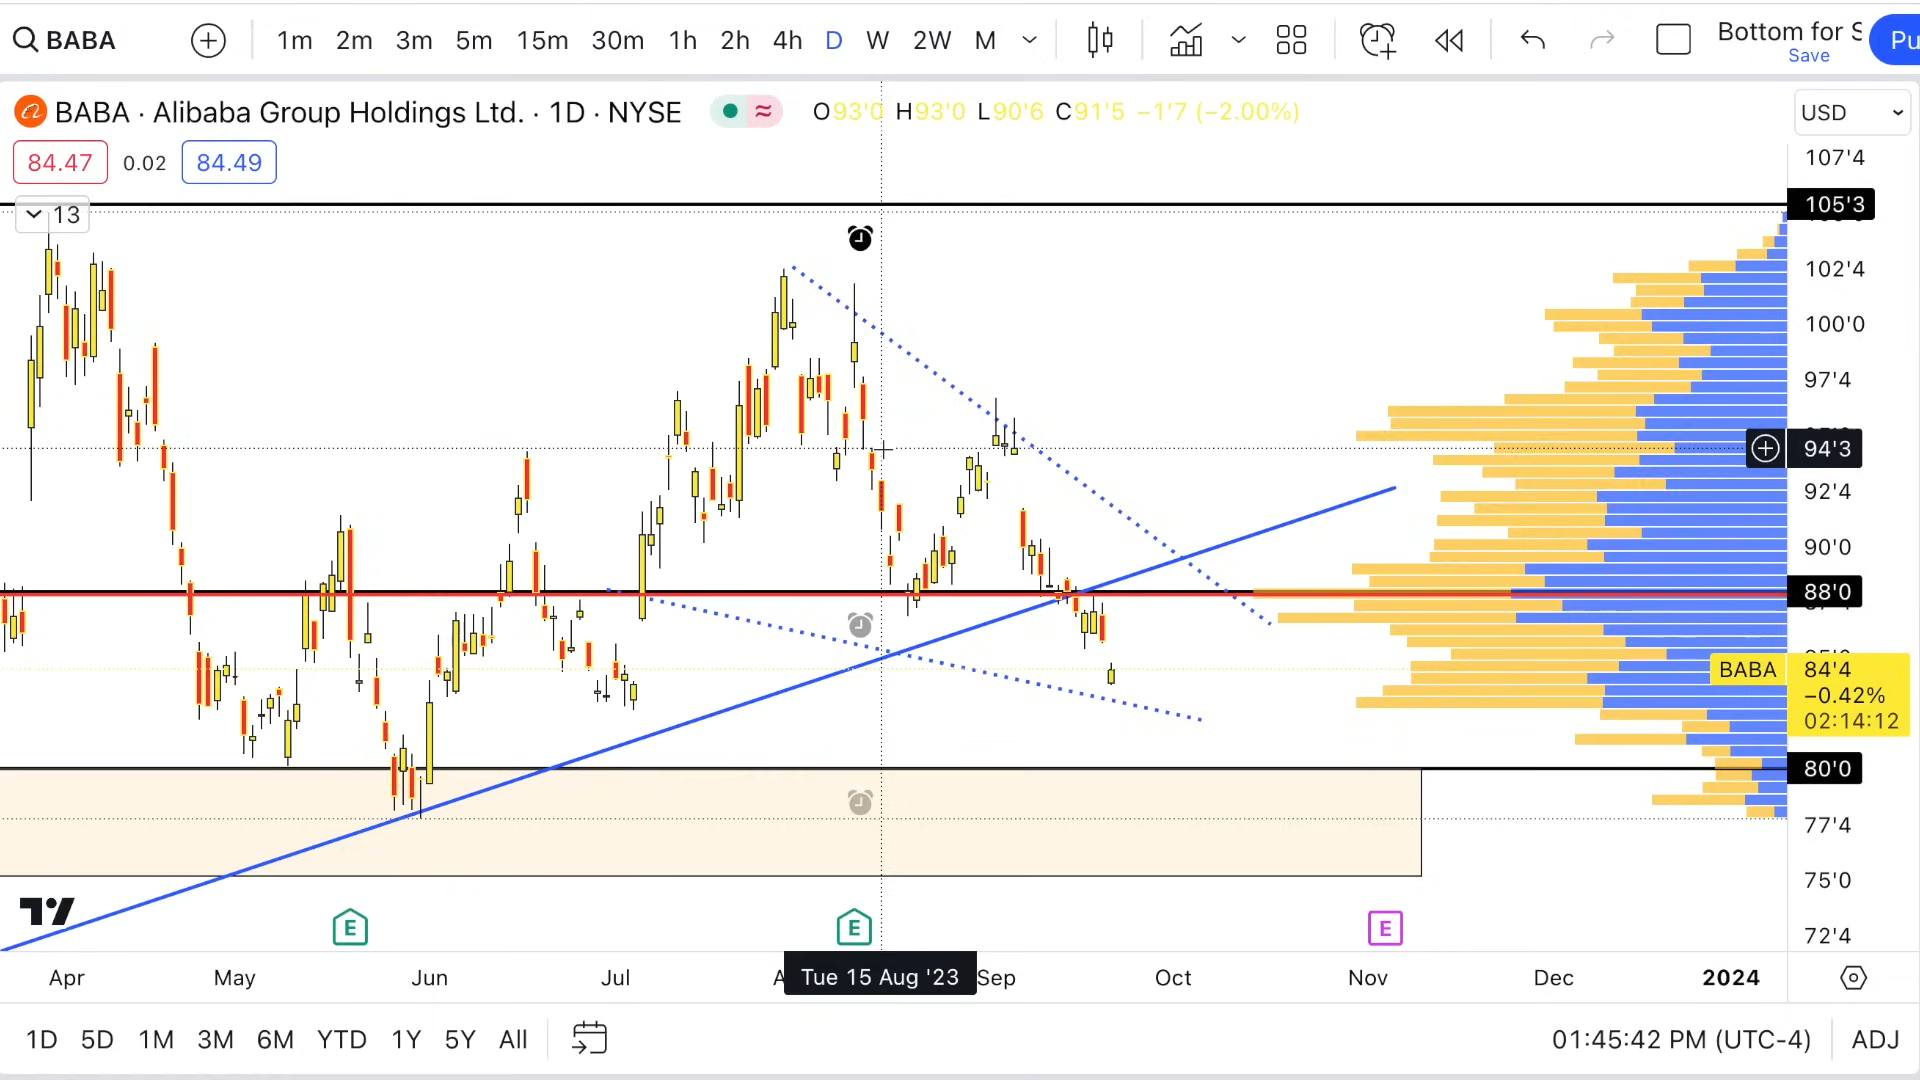 BABA 1m 2m 3m 5m 15m 30m 1h 2h 4h D W 2W M Bottom for S Pu
Save
BABA · Alibaba Group Holdings Ltd. · 1D · NYSE O93'0 H93'0 L90'6 C91'5 −1'7 (−2.00%) USD
84.47 0.02 84.49
107'4
105'3
13
102'4
100'0
97'4
94'3
92'4
90'0
88'0
BABA 84'4
−0.42%
02:14:12
80'0
77'4
75'0
E E E
72'4
Apr May Jun Jul A Tue 15 Aug '23 Sep Oct Nov Dec 2024
1D 5D 1M 3M 6M YTD 1Y 5Y All 01:45:42 PM (UTC-4) ADJ